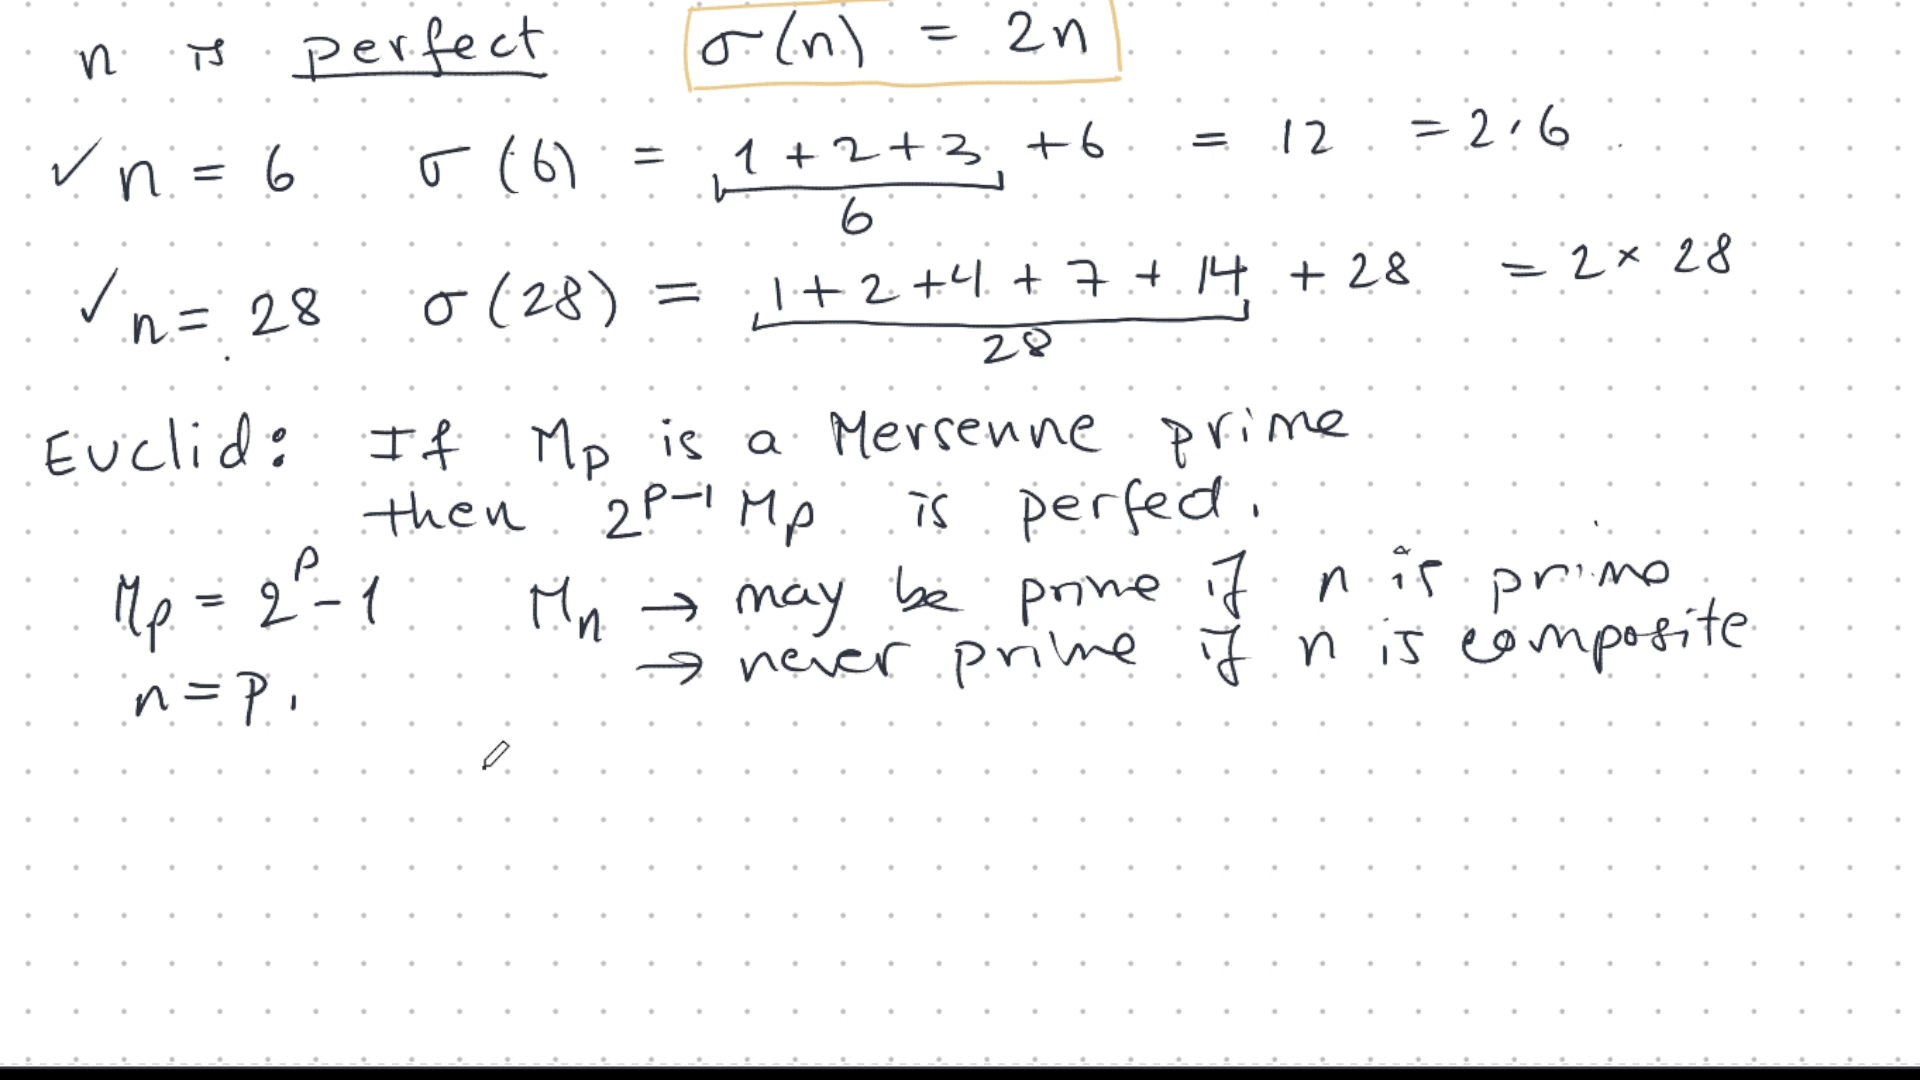 n is perfect σ(n) = 2n
✓ n = 6 σ(6) = 1 + 2 + 3 + 6 = 12 = 2·6
6
✓ n = 28 σ(28) = 1 + 2 + 4 + 7 + 14 + 28 = 2 × 28
28
Euclid: If Mp is a Mersenne prime
then 2^{p-1} Mp is perfect.
Mp = 2^p - 1 Mn → may be prime if n is prime
→ never prime if n is composite
n = p.